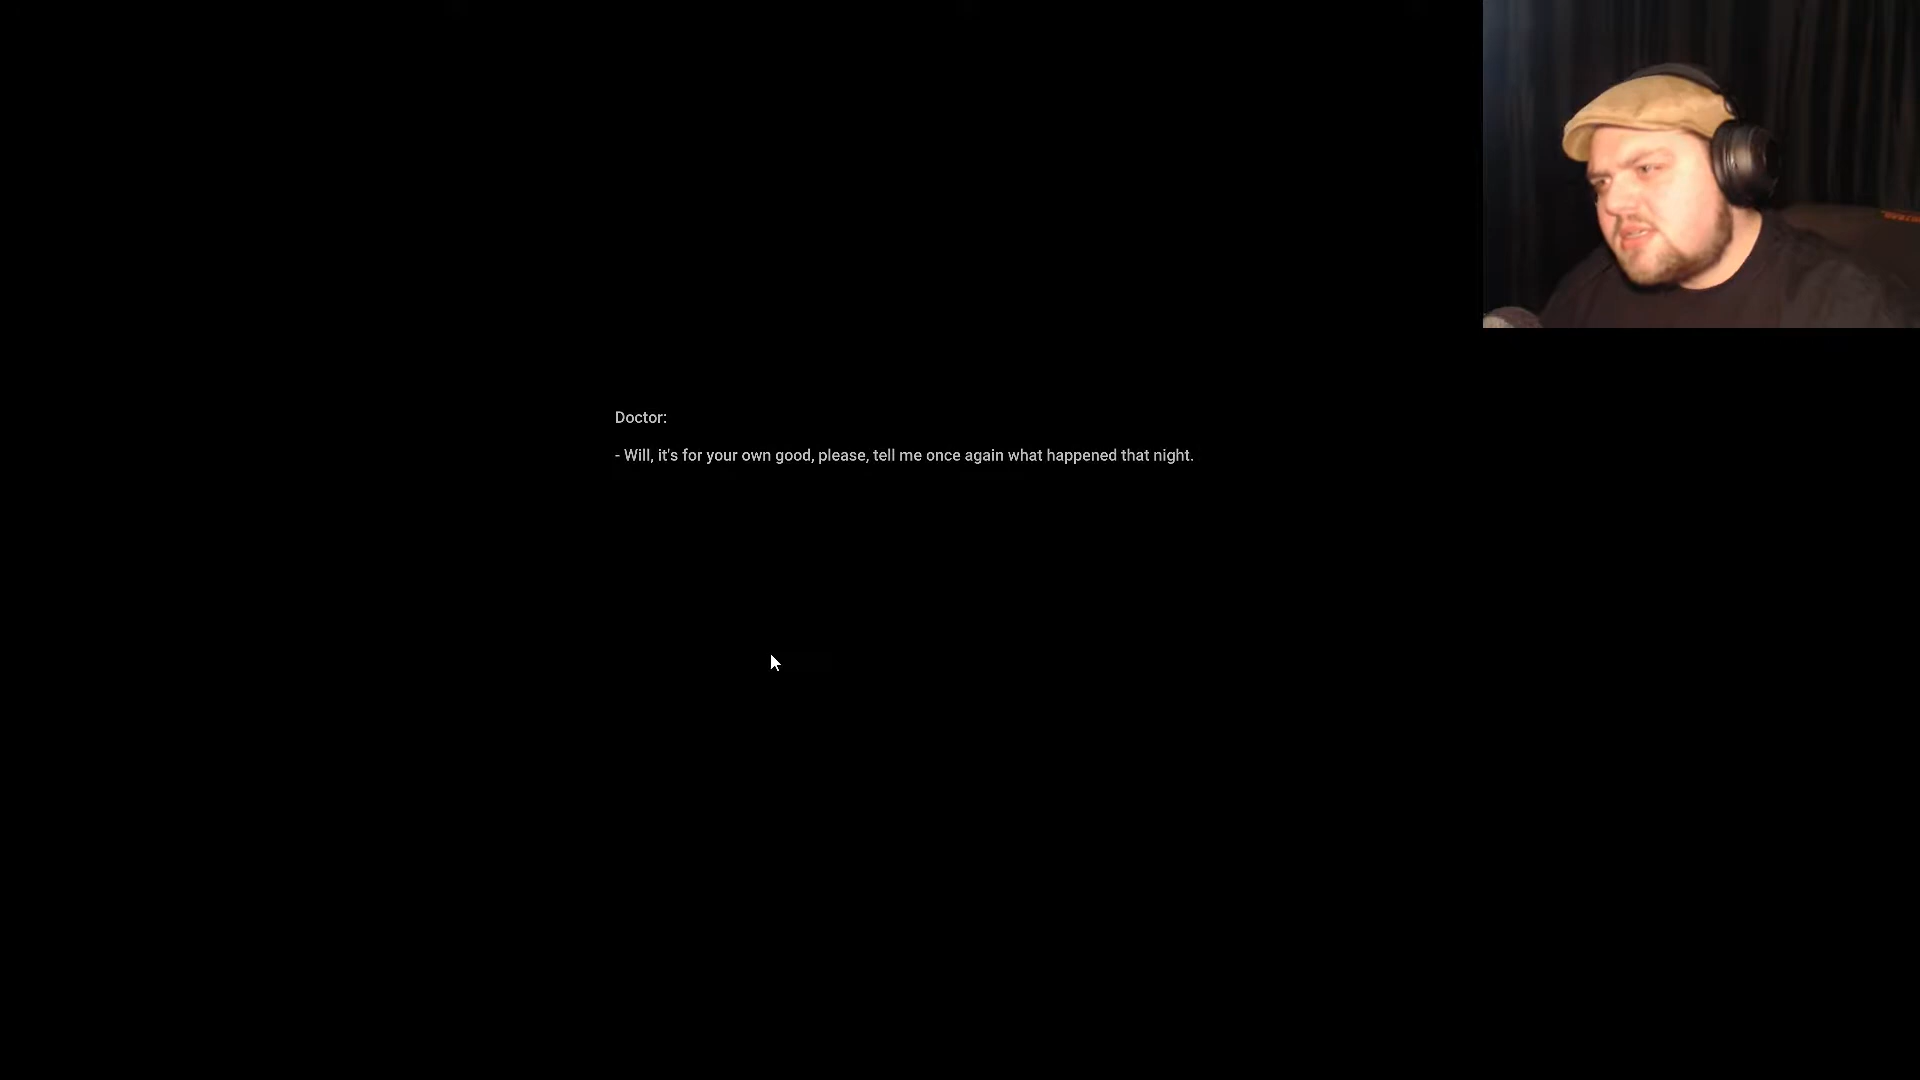 Doctor:
- Will, it's for your own good, please, tell me once again what happened that night.